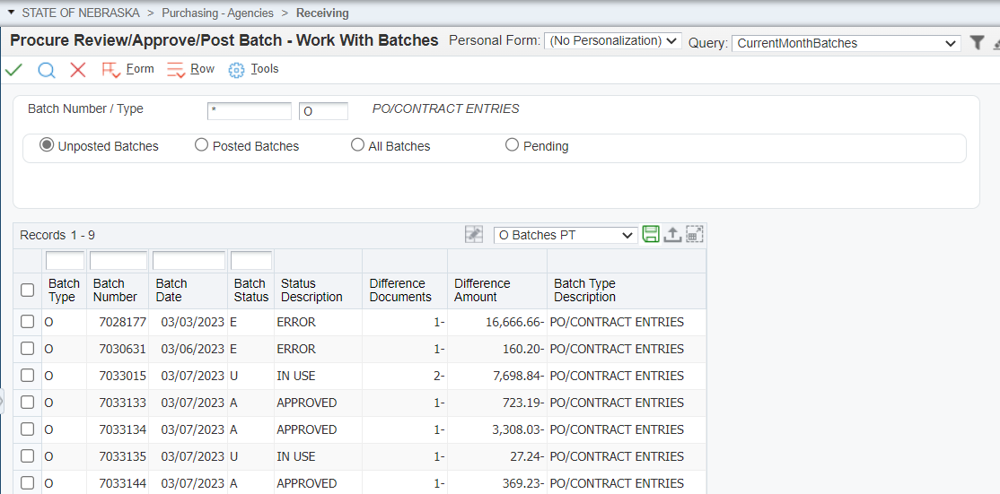 STATE OF NEBRASKA > Purchasing - Agencies > Receiving
Procure Review/Approve/Post Batch - Work With Batches Personal Form: (No Personalization) Query: CurrentMonthBatches
Form Row Tools
Batch Number / Type * O PO/CONTRACT ENTRIES
Unposted Batches Posted Batches All Batches Pending
Records 1 - 9 O Batches PT
Batch Type Batch Number Batch Date Batch Status Status Description Difference Documents Difference Amount Batch Type Description
O 7028177 03/03/2023 E ERROR 1- 16,666.66- PO/CONTRACT ENTRIES
O 7030631 03/06/2023 E ERROR 1- 160.20- PO/CONTRACT ENTRIES
O 7033015 03/07/2023 U IN USE 2- 7,698.84- PO/CONTRACT ENTRIES
O 7033133 03/07/2023 A APPROVED 1- 723.19- PO/CONTRACT ENTRIES
O 7033134 03/07/2023 A APPROVED 1- 3,308.03- PO/CONTRACT ENTRIES
O 7033135 03/07/2023 U IN USE 1- 27.24- PO/CONTRACT ENTRIES
O 7033144 03/07/2023 A APPROVED 1- 369.23- PO/CONTRACT ENTRIES